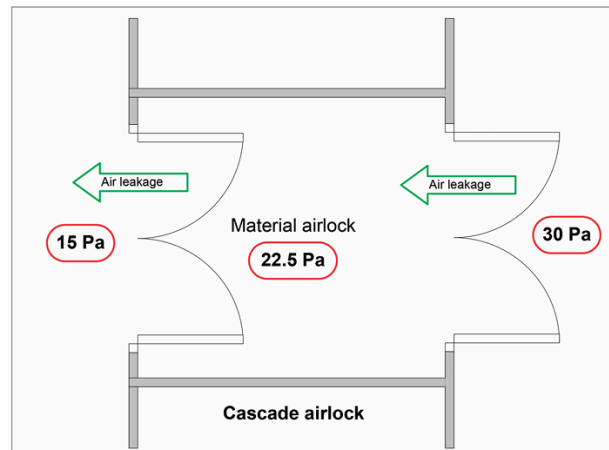 Air leakage
Air leakage
Material airlock
15 Pa
22.5 Pa
30 Pa
Cascade airlock